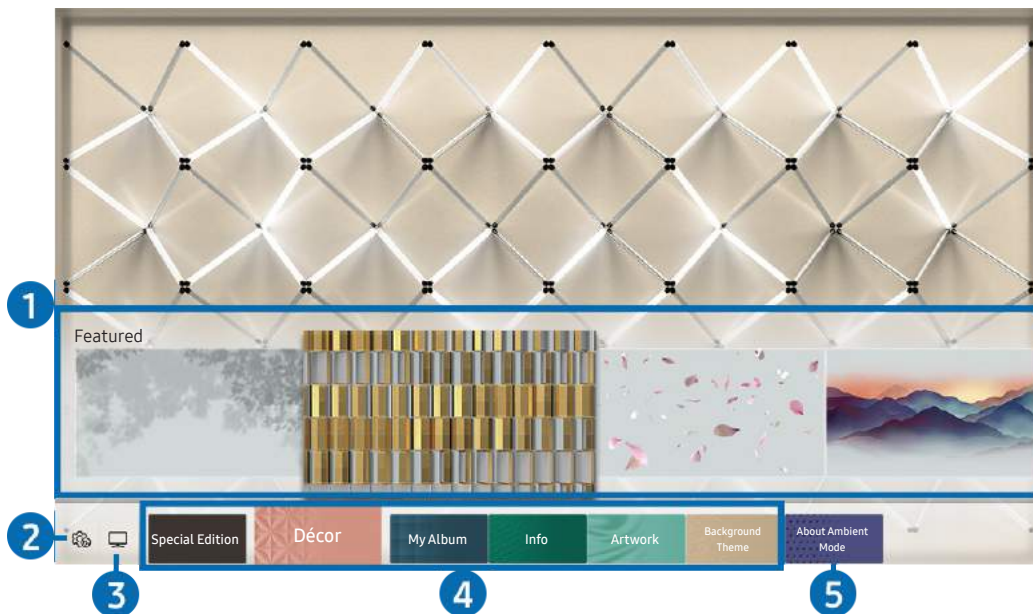 1
Featured
2
3
Special Edition
Décor
My Album
Info
Artwork
Background
Theme
About Ambient
Mode
4
5